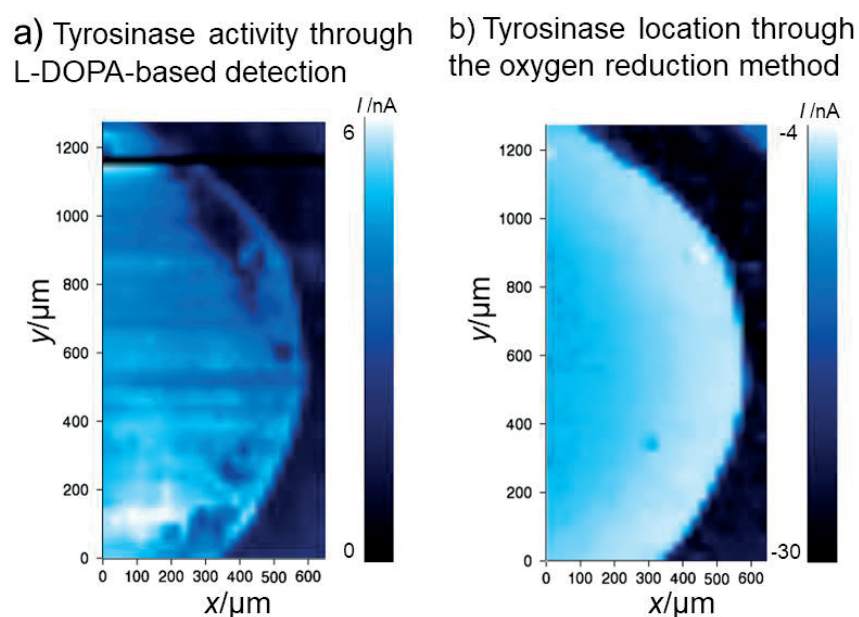 a) Tyrosinase activity through
L-DOPA-based detection
I /nA
6
1200
1000
800
600
400
200
0
0
0 100 200 300 400 500 600
y/µm
x/µm
b) Tyrosinase location through
the oxygen reduction method
I /nA
-4
1200
1000
800
600
400
200
0
-30
0 100 200 300 400 500 600
y/µm
x/µm